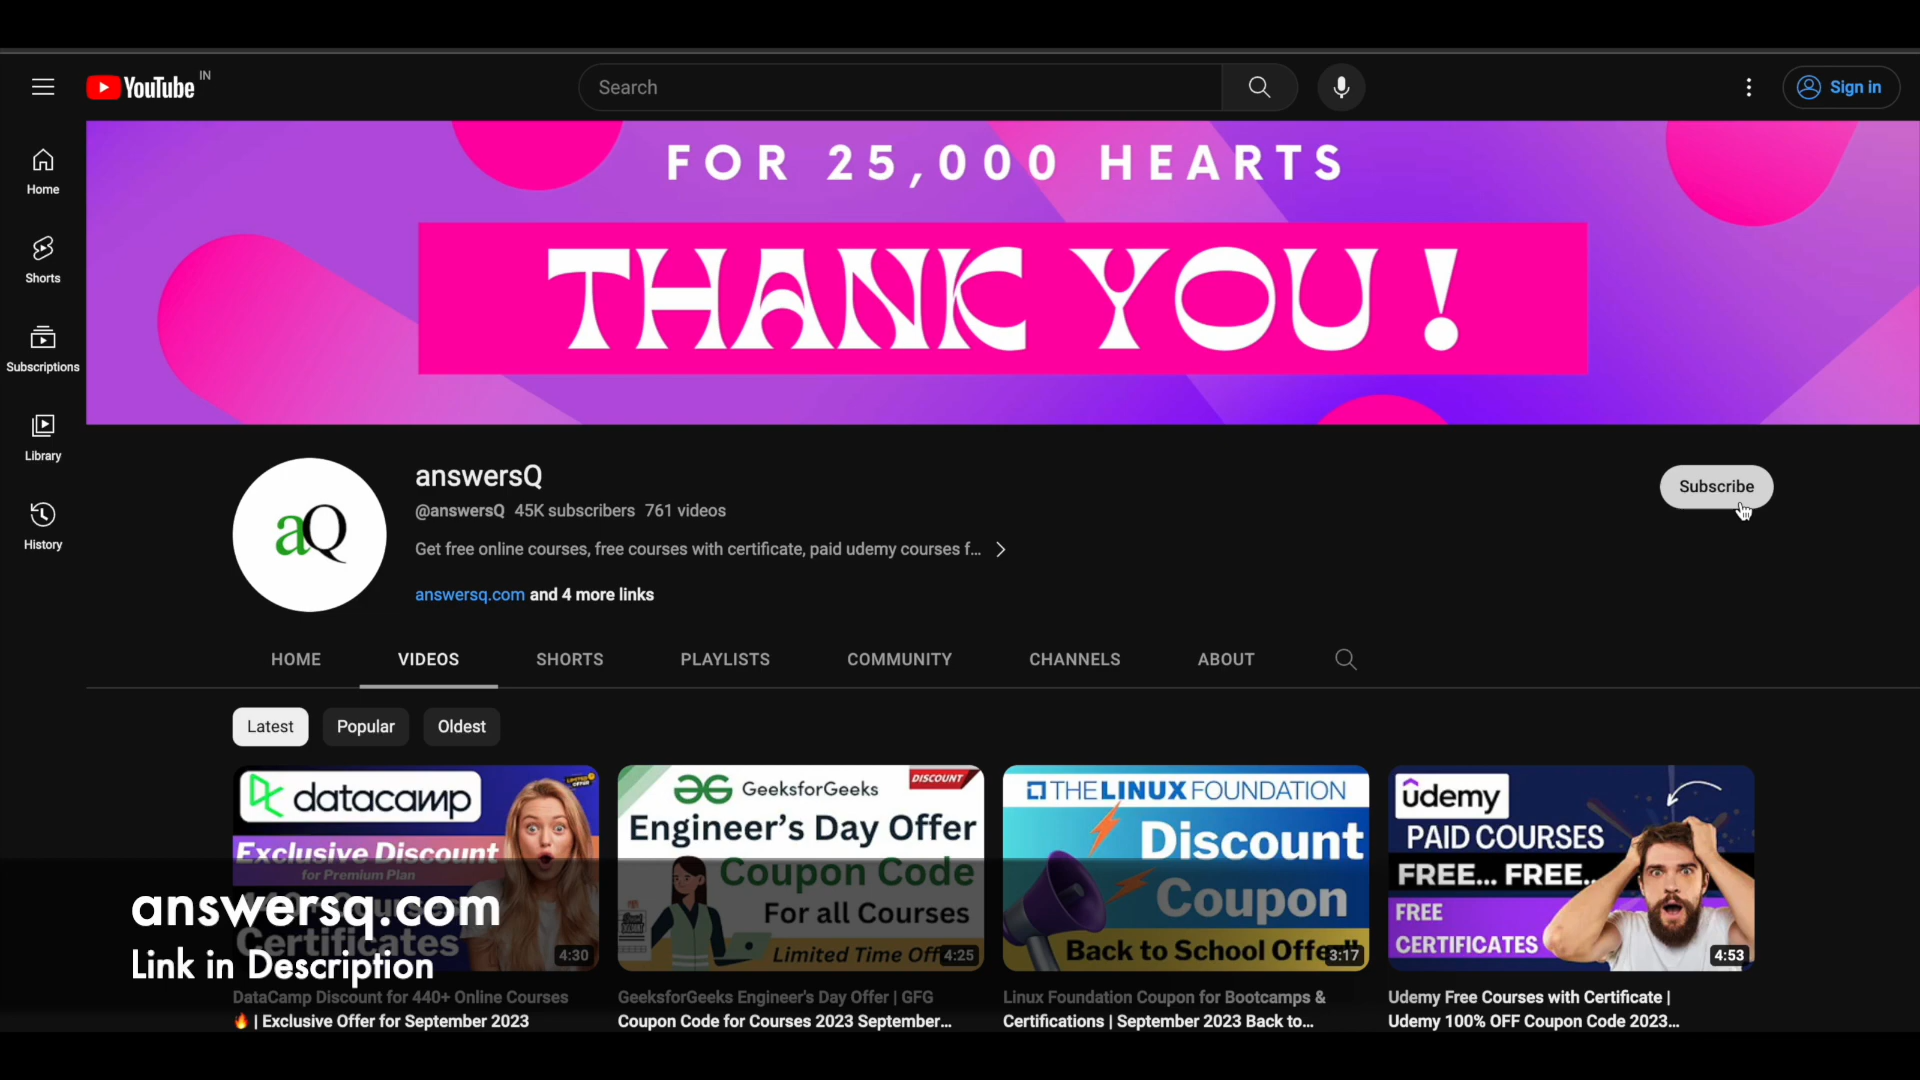 YouTube IN
Search
Sign in
Home
Shorts
Subscriptions
Library
History
FOR 25,000 HEARTS
THANK YOU !
aQ
answersQ
@answersQ 45K subscribers 761 videos
Get free online courses, free courses with certificate, paid udemy courses f...
answersq.com and 4 more links
Subscribe
HOME VIDEOS SHORTS PLAYLISTS COMMUNITY CHANNELS ABOUT
Latest Popular Oldest
datacamp
LIMITED OFFER
Exclusive Discount
for Premium Plan
440+ Courses
Certificates
4:30
DataCamp Discount for 440+ Online Courses
🔥 | Exclusive Offer for September 2023
GeeksforGeeks
DISCOUNT
Engineer's Day Offer
Coupon Code
For all Courses
Limited Time Off
4:25
GeeksforGeeks Engineer's Day Offer | GFG
Coupon Code for Courses 2023 September...
THE LINUX FOUNDATION
Discount
Coupon
Back to School Offer
3:17
Linux Foundation Coupon for Bootcamps &
Certifications | September 2023 Back to...
ûdemy
PAID COURSES
FREE... FREE..
FREE
CERTIFICATES
4:53
Udemy Free Courses with Certificate |
Udemy 100% OFF Coupon Code 2023...
answersq.com
Link in Description